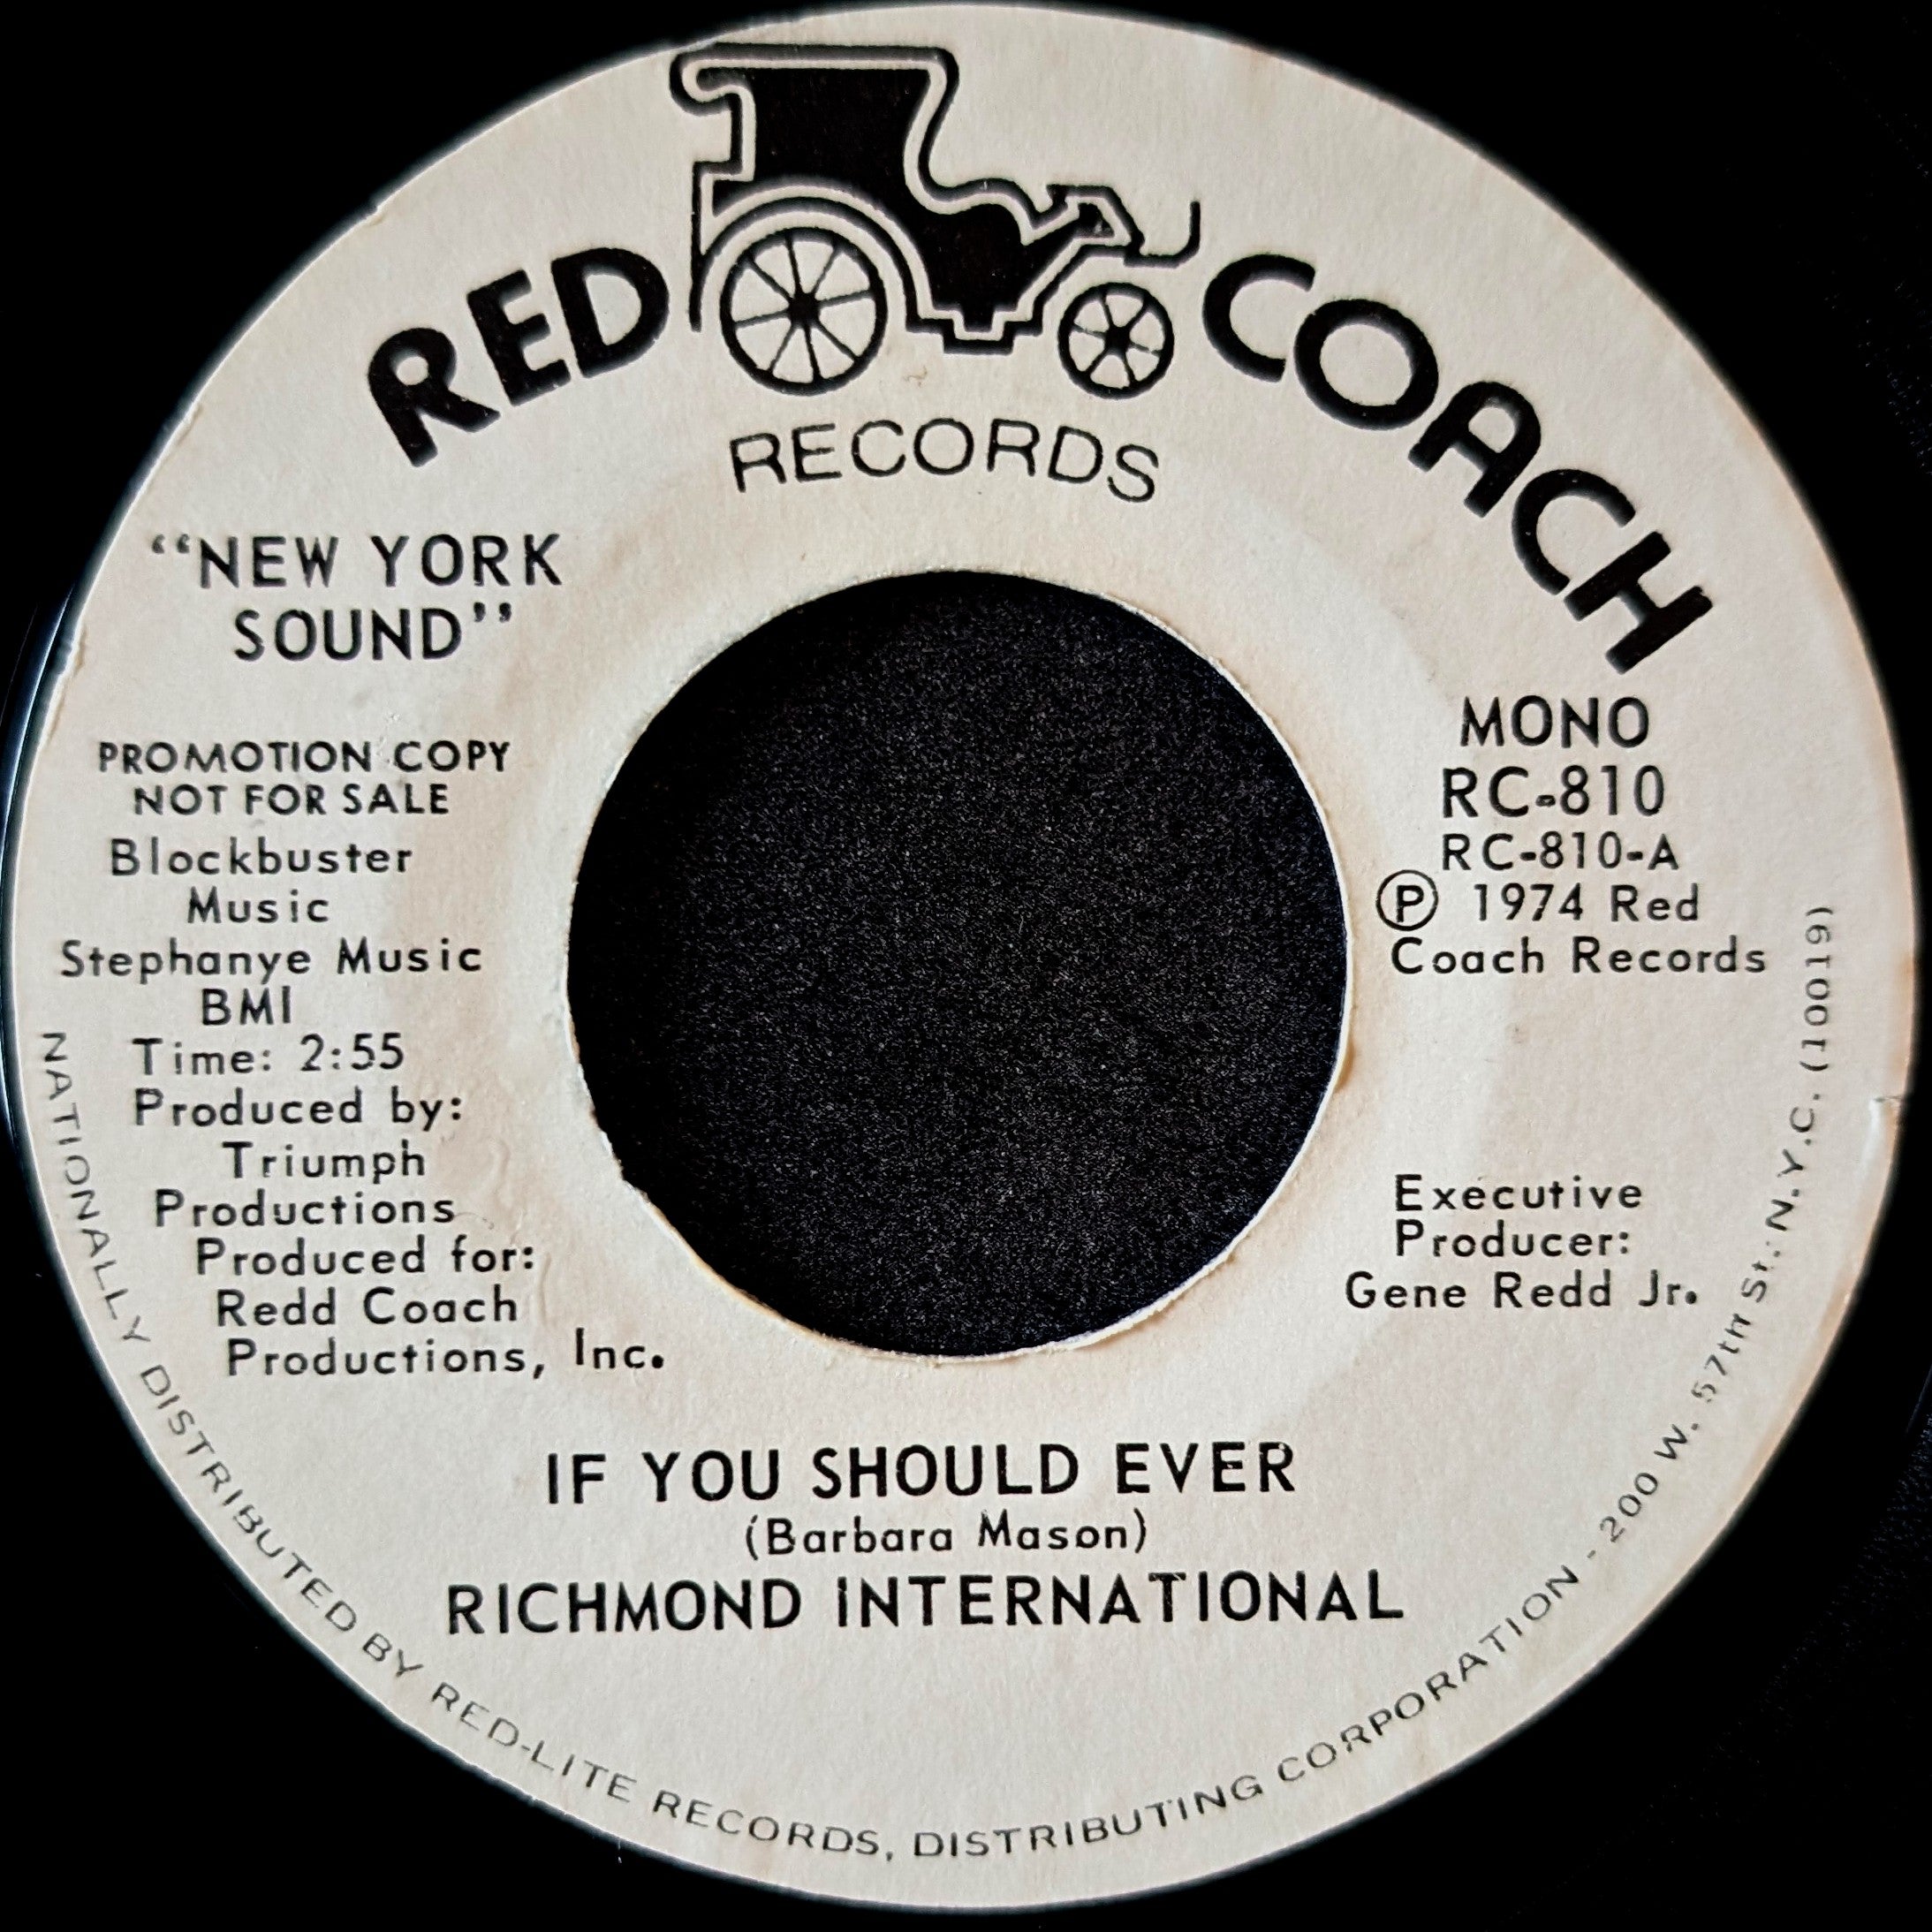 RED COACH
RECORDS
“NEW YORK
SOUND”
PROMOTION COPY
NOT FOR SALE
Blockbuster
Music
Stephanye Music
BMI
Time: 2:55
Produced by:
Triumph
Productions
Produced for:
Redd Coach
Productions, Inc.
MONO
RC-810
RC-810-A
Ⓟ 1974 Red
Coach Records
Executive
Producer:
Gene Redd Jr.
IF YOU SHOULD EVER
(Barbara Mason)
RICHMOND INTERNATIONAL
NATIONALLY DISTRIBUTED BY RED-LITE RECORDS, DISTRIBUTING CORPORATION - 200 W. 57th St. N.Y.C. (10019)